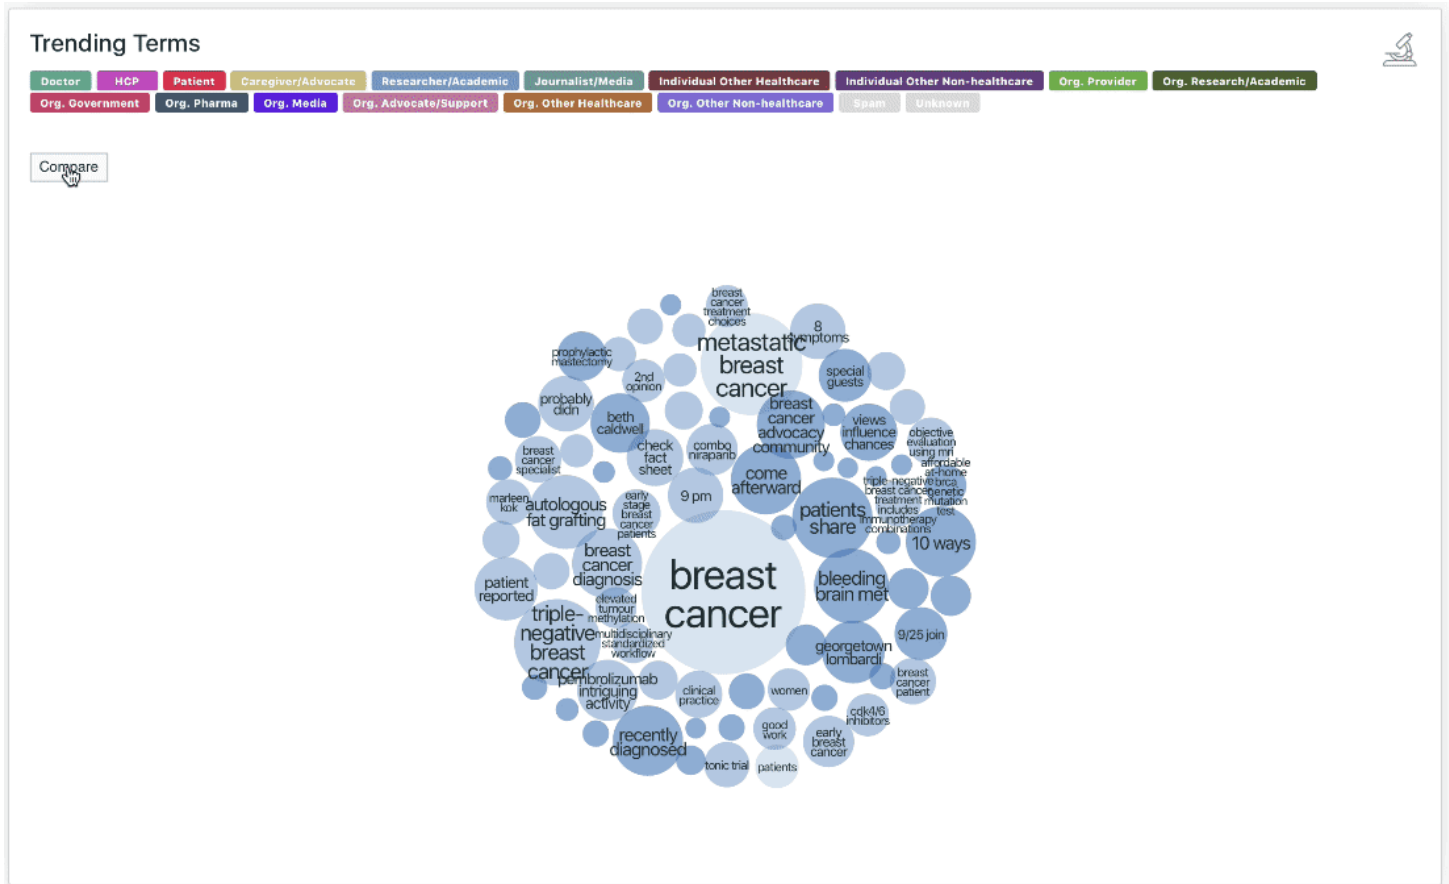 Trending Terms
Doctor HCP Patient Caregiver/Advocate Researcher/Academic Journalist/Media Individual Other Healthcare Individual Other Non-healthcare Org. Provider Org. Research/Academic
Org. Government Org. Pharma Org. Media Org. Advocate/Support Org. Other Healthcare Org. Other Non-healthcare Spam Unknown
Compare
breast
cancer
treatment
choices
metastatic
breast
cancer
8
symptoms
prophylactic
mastectomy
2nd
opinion
special
guests
probably
didn
beth
caldwell
breast
cancer
advocacy
community
views
influence
chances
objective
evaluation
using mri
breast
cancer
specialist
check
fact
sheet
combo
niraparib
come
afterward
affordable
at-home
brca
genetic
mutation
test
triple-negative
breast cancer
treatment
includes
immunotherapy
combinations
marleen
kok
autologous
fat grafting
early
stage
breast
cancer
patients
9 pm
patients
share
10 ways
breast
cancer
diagnosis
patient
reported
breast
cancer
bleeding
brain met
elevated
tumour
methylation
triple-
negative
breast
cancer
multidisciplinary
standardized
workflow
georgetown
lombardi
9/25 join
pembrolizumab
intriguing
activity
clinical
practice
women
breast
cancer
patient
cdk4/6
inhibitors
recently
diagnosed
good
work
early
breast
cancer
tonic trial
patients